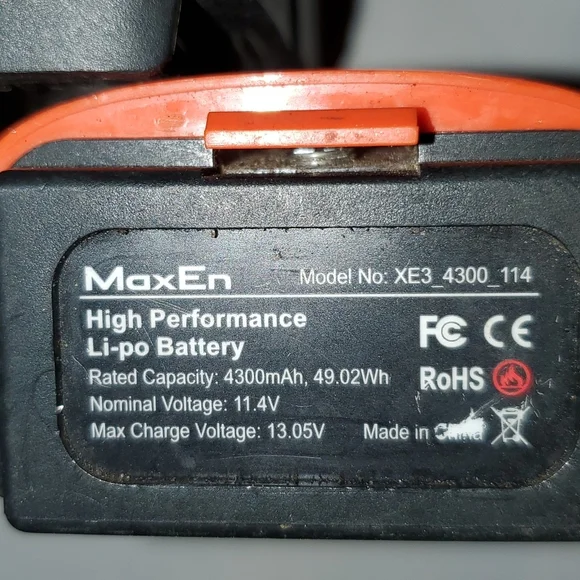 MaxEn Model No: XE3_4300_114
High Performance
Li-po Battery
FC CE
Rated Capacity: 4300mAh, 49.02Wh
RoHS
Nominal Voltage: 11.4V
Max Charge Voltage: 13.05V
Made in China